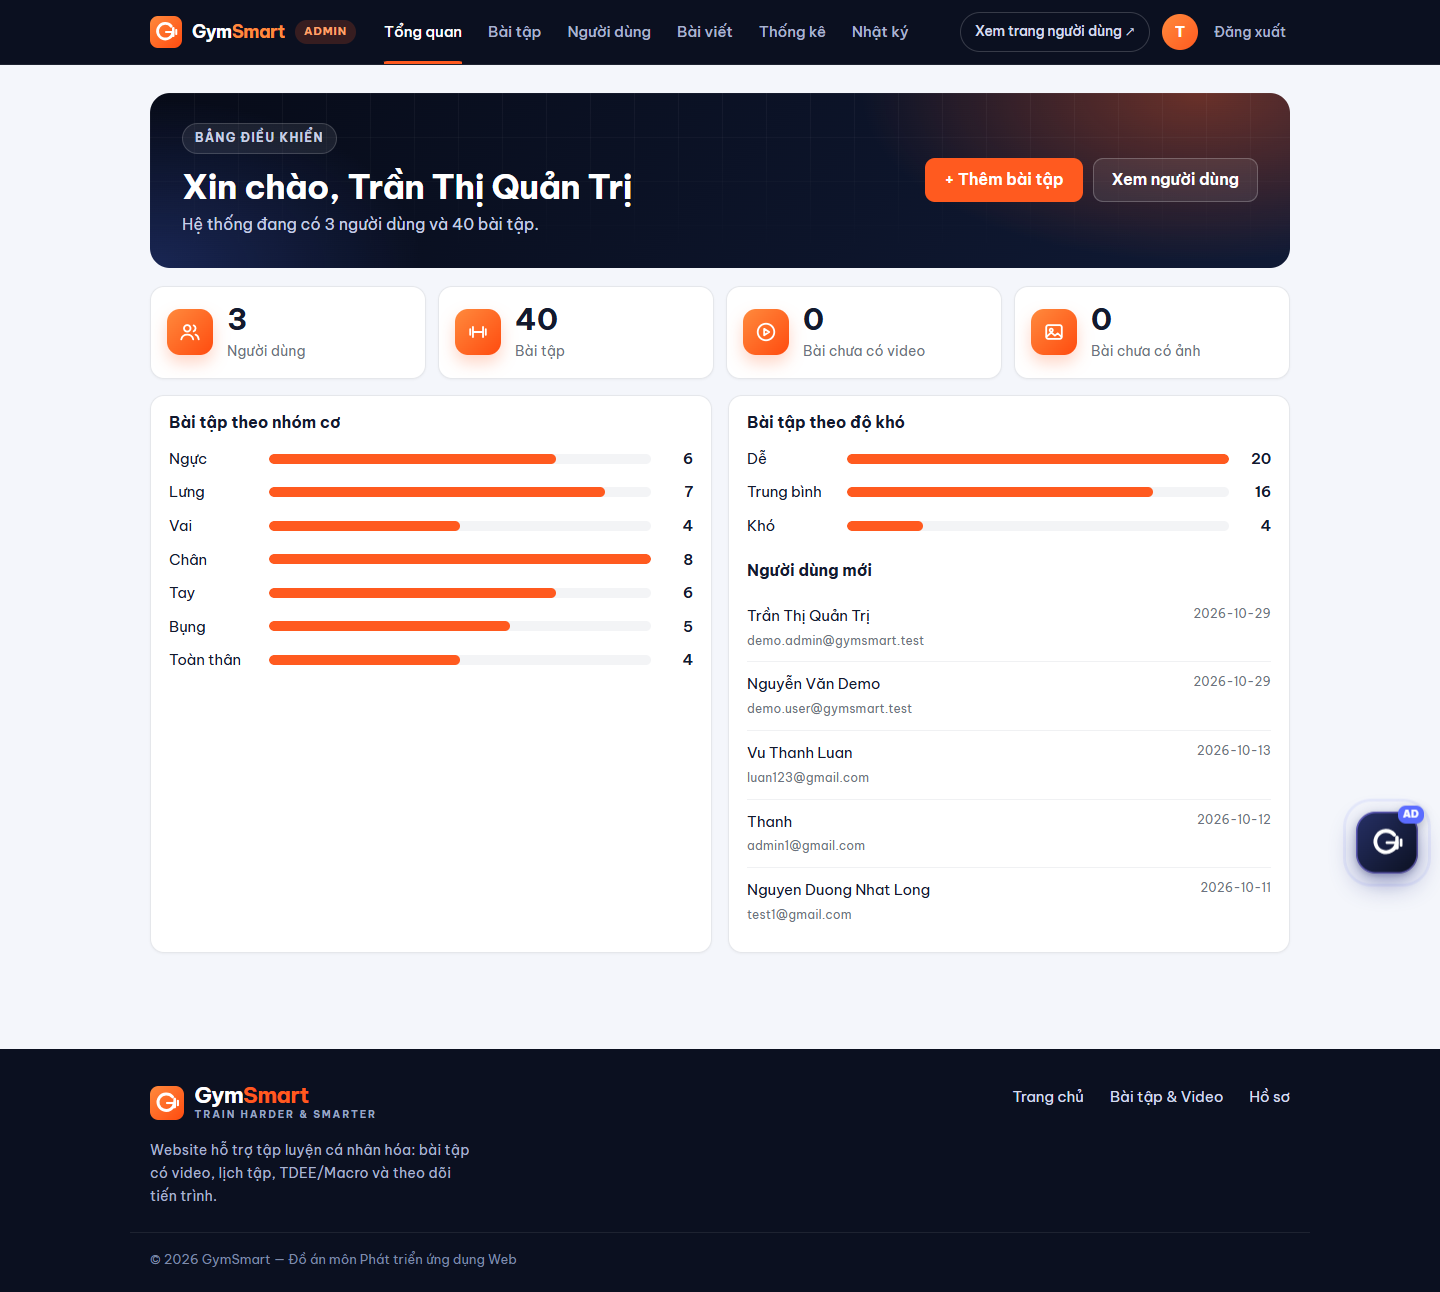 GymSmart ADMIN Tổng quan Bài tập Người dùng Bài viết Thống kê Nhật ký Xem trang người dùng ↗ T Đăng xuất
BẢNG ĐIỀU KHIỂN
Xin chào, Trần Thị Quản Trị
Hệ thống đang có 3 người dùng và 40 bài tập.
+ Thêm bài tập
Xem người dùng
3
Người dùng
40
Bài tập
0
Bài chưa có video
0
Bài chưa có ảnh
Bài tập theo nhóm cơ
Ngực 6
Lưng 7
Vai 4
Chân 8
Tay 6
Bụng 5
Toàn thân 4
Bài tập theo độ khó
Dễ 20
Trung bình 16
Khó 4
Người dùng mới
Trần Thị Quản Trị 2026-10-29
demo.admin@gymsmart.test
Nguyễn Văn Demo 2026-10-29
demo.user@gymsmart.test
Vu Thanh Luan 2026-10-13
luan123@gmail.com
Thanh 2026-10-12
admin1@gmail.com
Nguyen Duong Nhat Long 2026-10-11
test1@gmail.com
AD
GymSmart
TRAIN HARDER & SMARTER
Trang chủ Bài tập & Video Hồ sơ
Website hỗ trợ tập luyện cá nhân hóa: bài tập
có video, lịch tập, TDEE/Macro và theo dõi
tiến trình.
© 2026 GymSmart — Đồ án môn Phát triển ứng dụng Web